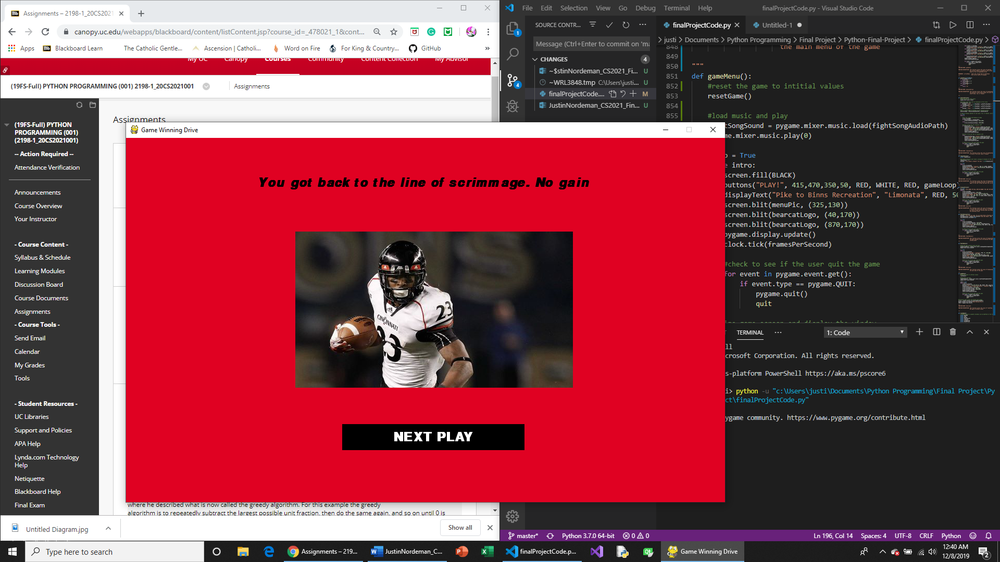 Assignments – 2198-1_20CS2021
canopy.uc.edu/webapps/blackboard/content/listContent.jsp?course_id=_478021_1&cont...
Apps
Blackboard Learn
The Catholic Gentle...
Ascension | Catholi...
Word on Fire
For King & Country...
GitHub
»
My UC
Canopy
Courses
Community
Content Collection
My Advisor
(19FS-Full) PYTHON PROGRAMMING (001) 2198-1_20CS2021001
Assignments
(19FS-Full) PYTHON
PROGRAMMING (001)
(2198-1_20CS2021001)
-- Action Required --
Attendance Verification
Announcements
Course Overview
Your Instructor
- Course Content -
Syllabus & Schedule
Learning Modules
Discussion Board
Course Documents
Assignments
- Course Tools -
Send Email
Calendar
My Grades
Tools
- Student Resources -
UC Libraries
Support and Policies
APA Help
Lynda.com Technology
Help
Netiquette
Blackboard Help
Final Exam
Assignments
where he described what is now called the greedy algorithm. For this example the greedy
algorithm is to repeatedly subtract the largest possible unit fraction, then do the same again, and so on until 0 is
Untitled Diagram.jpg
Show all
Game Winning Drive
You got back to the line of scrimmage. No gain
CINCINNATI
23
23
NEXT PLAY
File Edit Selection View Go Debug Terminal Help
finalProjectCode.py - Visual Studio Code
1
4
SOURCE CONTR...
Message (Ctrl+Enter to commit on 'ma
CHANGES 4
~$stinNordeman_CS2021_Fi... U
~WRL3848.tmp C:\Users\justi... U
finalProjectCode.... M
JustinNordeman_CS2021_Fin... U
finalProjectCode.py
Untitled-1
justi > Documents > Python Programming > Final Project > Python-Final-Project > finalProjectCode.py >
848 the main menu of the game
849
850 """
851 def gameMenu():
852 #reset the game to intitial values
853 resetGame()
854
855 #load music and play
tSongSound = pygame.mixer.music.load(fightSongAudioPath)
me.mixer.music.play(0)
o = True
e intro:
screen.fill(BLACK)
buttons("PLAY!", 415,470,350,50, RED, WHITE, RED, gameLoop)
displayText("Pike to Binns Recreation", "Limonata", RED, 50
screen.blit(menuPic, (325,130))
screen.blit(bearcatLogo, (40,170))
screen.blit(bearcatLogo, (870,170))
pygame.display.update()
clock.tick(framesPerSecond)
#check to see if the user quit the game
for event in pygame.event.get():
if event.type == pygame.QUIT:
pygame.quit()
quit
TERMINAL
1: Code
ll
crosoft Corporation. All rights reserved.
s-platform PowerShell https://aka.ms/pscore6
i> python -u "c:\Users\justi\Documents\Python Programming\Final Project\Py
ct\finalProjectCode.py"
ygame community. https://www.pygame.org/contribute.html
master*
Python 3.7.0 64-bit
0 0
Ln 196, Col 14
Spaces: 4
UTF-8
CRLF
Python
Type here to search
Assignments – 219...
JustinNordeman_C...
finalProjectCode.p...
Game Winning Drive
12:40 AM
12/8/2019
2